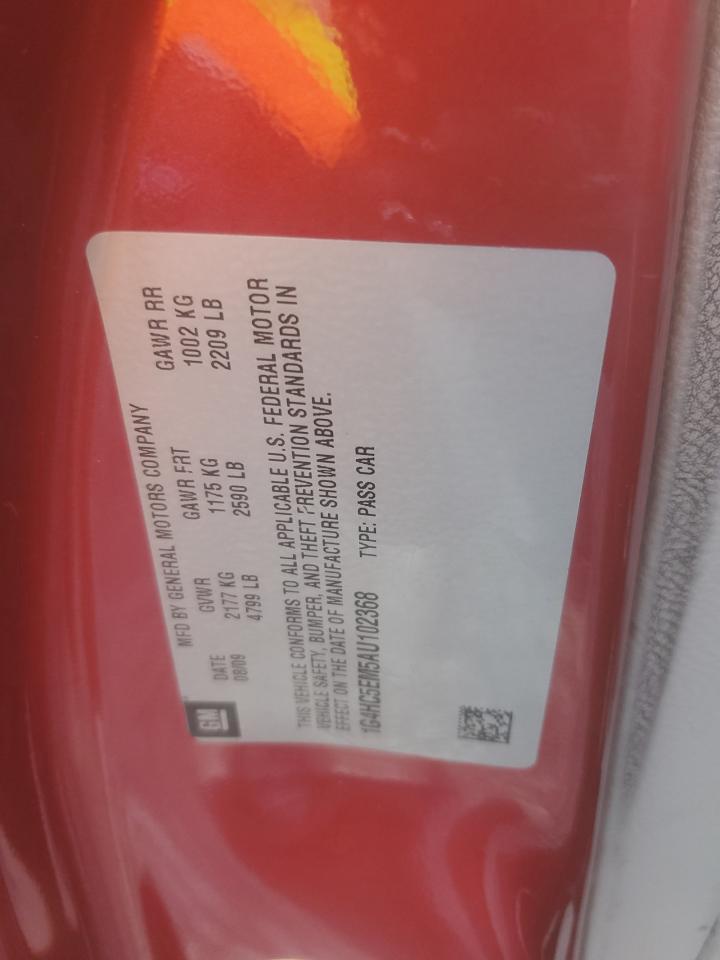 GM
MFD BY GENERAL MOTORS COMPANY
DATE GVWR GAWR FRT GAWR RR
08/09 2177 KG 1175 KG 1002 KG
4799 LB 2590 LB 2209 LB
THIS VEHICLE CONFORMS TO ALL APPLICABLE U.S. FEDERAL MOTOR
VEHICLE SAFETY, BUMPER, AND THEFT PREVENTION STANDARDS IN
EFFECT ON THE DATE OF MANUFACTURE SHOWN ABOVE.
1G4HC5EM5AU102368 TYPE: PASS CAR